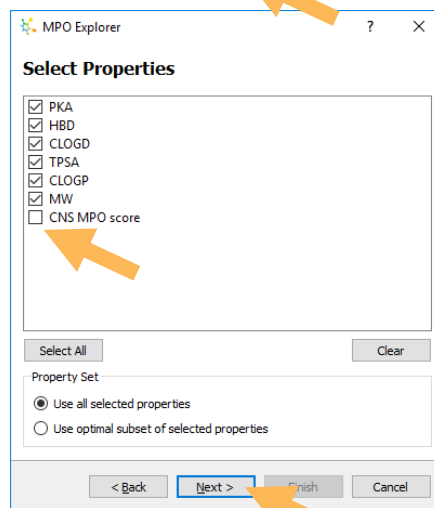 MPO Explorer ? ×
Select Properties
PKA
HBD
CLOGD
TPSA
CLOGP
MW
CNS MPO score
Select All Clear
Property Set
Use all selected properties
Use optimal subset of selected properties
< Back Next > Finish Cancel